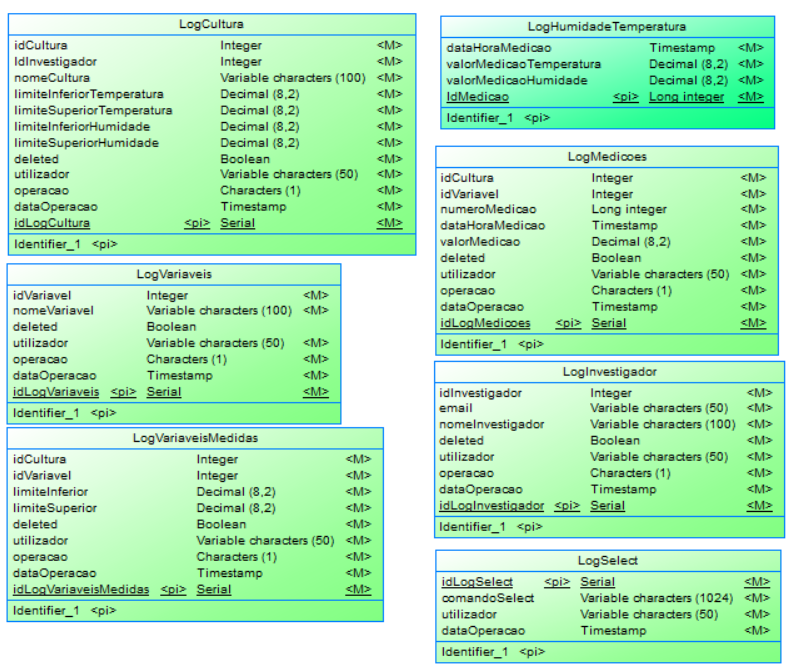 LogCultura
idCultura Integer <M>
IdInvestigador Integer <M>
nomeCultura Variable characters (100) <M>
limiteInferiorTemperatura Decimal (8,2) <M>
limiteSuperiorTemperatura Decimal (8,2) <M>
limiteInferiorHumidade Decimal (8,2) <M>
limiteSuperiorHumidade Decimal (8,2) <M>
deleted Boolean <M>
utilizador Variable characters (50) <M>
operacao Characters (1) <M>
dataOperacao Timestamp <M>
idLogCultura <pi> Serial <M>
Identifier_1 <pi>
LogVariaveis
idVariavel Integer <M>
nomeVariavel Variable characters (100) <M>
deleted Boolean
utilizador Variable characters (50) <M>
operacao Characters (1) <M>
dataOperacao Timestamp <M>
idLogVariaveis <pi> Serial <M>
Identifier_1 <pi>
LogVariaveisMedidas
idCultura Integer <M>
idVariavel Integer <M>
limiteInferior Decimal (8,2) <M>
limiteSuperior Decimal (8,2) <M>
deleted Boolean <M>
utilizador Variable characters (50) <M>
operacao Characters (1) <M>
dataOperacao Timestamp <M>
idLogVariaveisMedidas <pi> Serial <M>
Identifier_1 <pi>
LogHumidadeTemperatura
dataHoraMedicao Timestamp <M>
valorMedicaoTemperatura Decimal (8,2) <M>
valorMedicaoHumidade Decimal (8,2) <M>
IdMedicao <pi> Long integer <M>
Identifier_1 <pi>
LogMedicoes
idCultura Integer <M>
idVariavel Integer <M>
numeroMedicao Long integer <M>
dataHoraMedicao Timestamp <M>
valorMedicao Decimal (8,2) <M>
deleted Boolean <M>
utilizador Variable characters (50) <M>
operacao Characters (1) <M>
dataOperacao Timestamp <M>
idLogMedicoes <pi> Serial <M>
Identifier_1 <pi>
LogInvestigador
idInvestigador Integer <M>
email Variable characters (50) <M>
nomeInvestigador Variable characters (100) <M>
deleted Boolean <M>
utilizador Variable characters (50) <M>
operacao Characters (1) <M>
dataOperacao Timestamp <M>
idLogInvestigador <pi> Serial <M>
Identifier_1 <pi>
LogSelect
idLogSelect <pi> Serial <M>
comandoSelect Variable characters (1024) <M>
utilizador Variable characters (50) <M>
dataOperacao Timestamp <M>
Identifier_1 <pi>